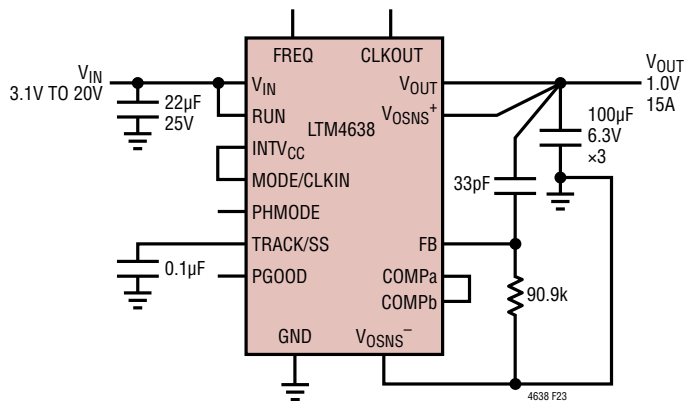 FREQ
CLKOUT
V_IN
3.1V TO 20V
22µF
25V
V_IN
RUN
INTV_CC
MODE/CLKIN
PHMODE
TRACK/SS
0.1µF
PGOOD
GND
LTM4638
V_OUT
V_OSNS⁺
FB
COMPa
COMPb
V_OSNS⁻
33pF
90.9k
100µF
6.3V
×3
V_OUT
1.0V
15A
4638 F23